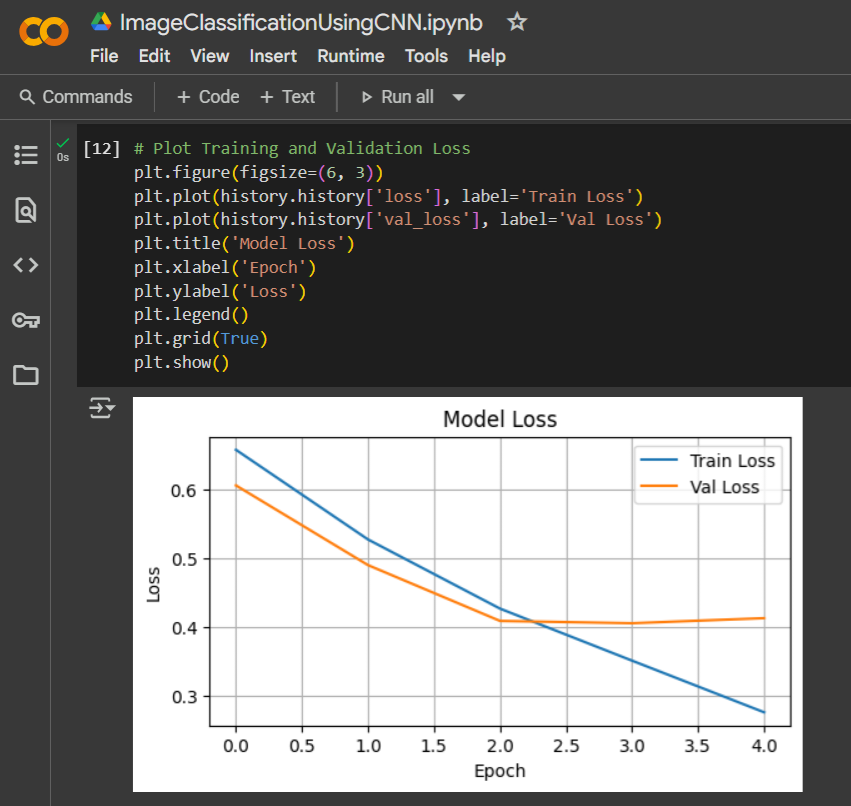 ImageClassificationUsingCNN.ipynb
File Edit View Insert Runtime Tools Help
Commands + Code + Text Run all
[12] # Plot Training and Validation Loss
0s
plt.figure(figsize=(6, 3))
plt.plot(history.history['loss'], label='Train Loss')
plt.plot(history.history['val_loss'], label='Val Loss')
plt.title('Model Loss')
plt.xlabel('Epoch')
plt.ylabel('Loss')
plt.legend()
plt.grid(True)
plt.show()
Model Loss
Train Loss
Val Loss
0.6
0.5
0.4
0.3
Loss
0.0 0.5 1.0 1.5 2.0 2.5 3.0 3.5 4.0
Epoch